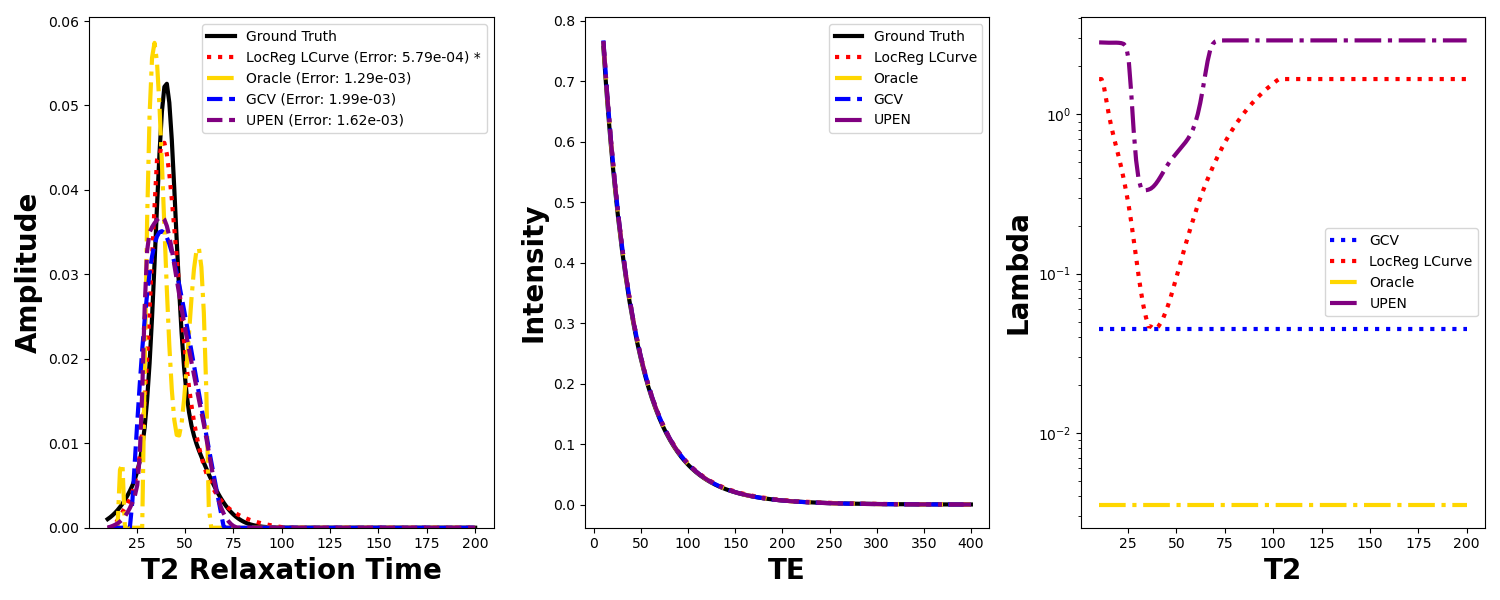 0.06
0.05
0.04
0.03
0.02
0.01
0.00
Amplitude
Ground Truth
LocReg LCurve (Error: 5.79e-04) *
Oracle (Error: 1.29e-03)
GCV (Error: 1.99e-03)
UPEN (Error: 1.62e-03)
25 50 75 100 125 150 175 200
T2 Relaxation Time
0.8
0.7
0.6
0.5
0.4
0.3
0.2
0.1
0.0
Intensity
Ground Truth
LocReg LCurve
Oracle
GCV
UPEN
0 50 100 150 200 250 300 350 400
TE
10⁰
10⁻¹
10⁻²
Lambda
GCV
LocReg LCurve
Oracle
UPEN
25 50 75 100 125 150 175 200
T2